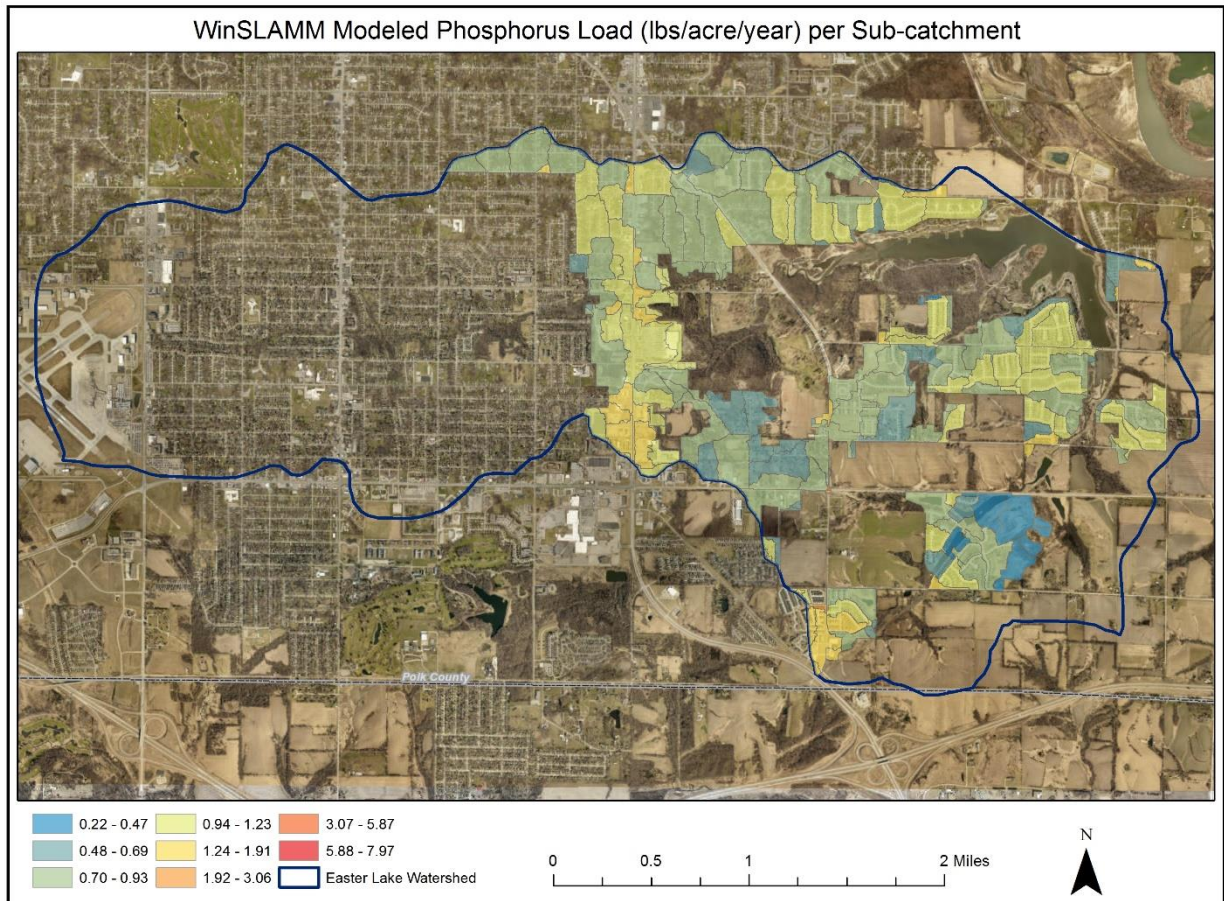 WinSLAMM Modeled Phosphorus Load (lbs/acre/year) per Sub-catchment
Polk County
0.22 - 0.47
0.94 - 1.23
3.07 - 5.87
0.48 - 0.69
1.24 - 1.91
5.88 - 7.97
0.70 - 0.93
1.92 - 3.06
Easter Lake Watershed
0 0.5 1 2 Miles
N